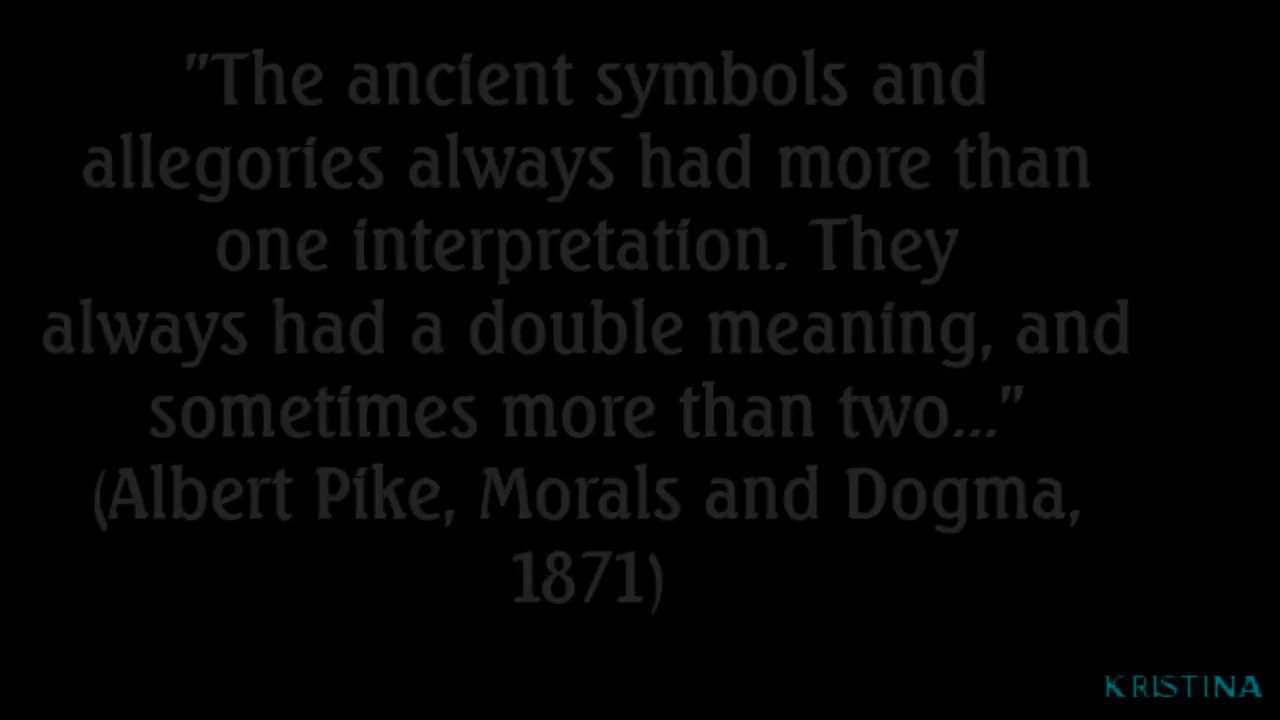 "The ancient symbols and
allegories always had more than
one interpretation. They
always had a double meaning, and
sometimes more than two..."
(Albert Pike, Morals and Dogma,
1871)
KRISTINA